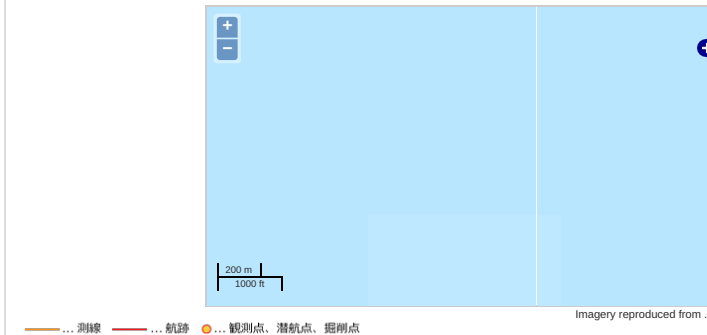 +
−
200 m
1000 ft
Imagery reproduced from .
... 測線 ... 航跡 ... 観測点、潜航点、掘削点